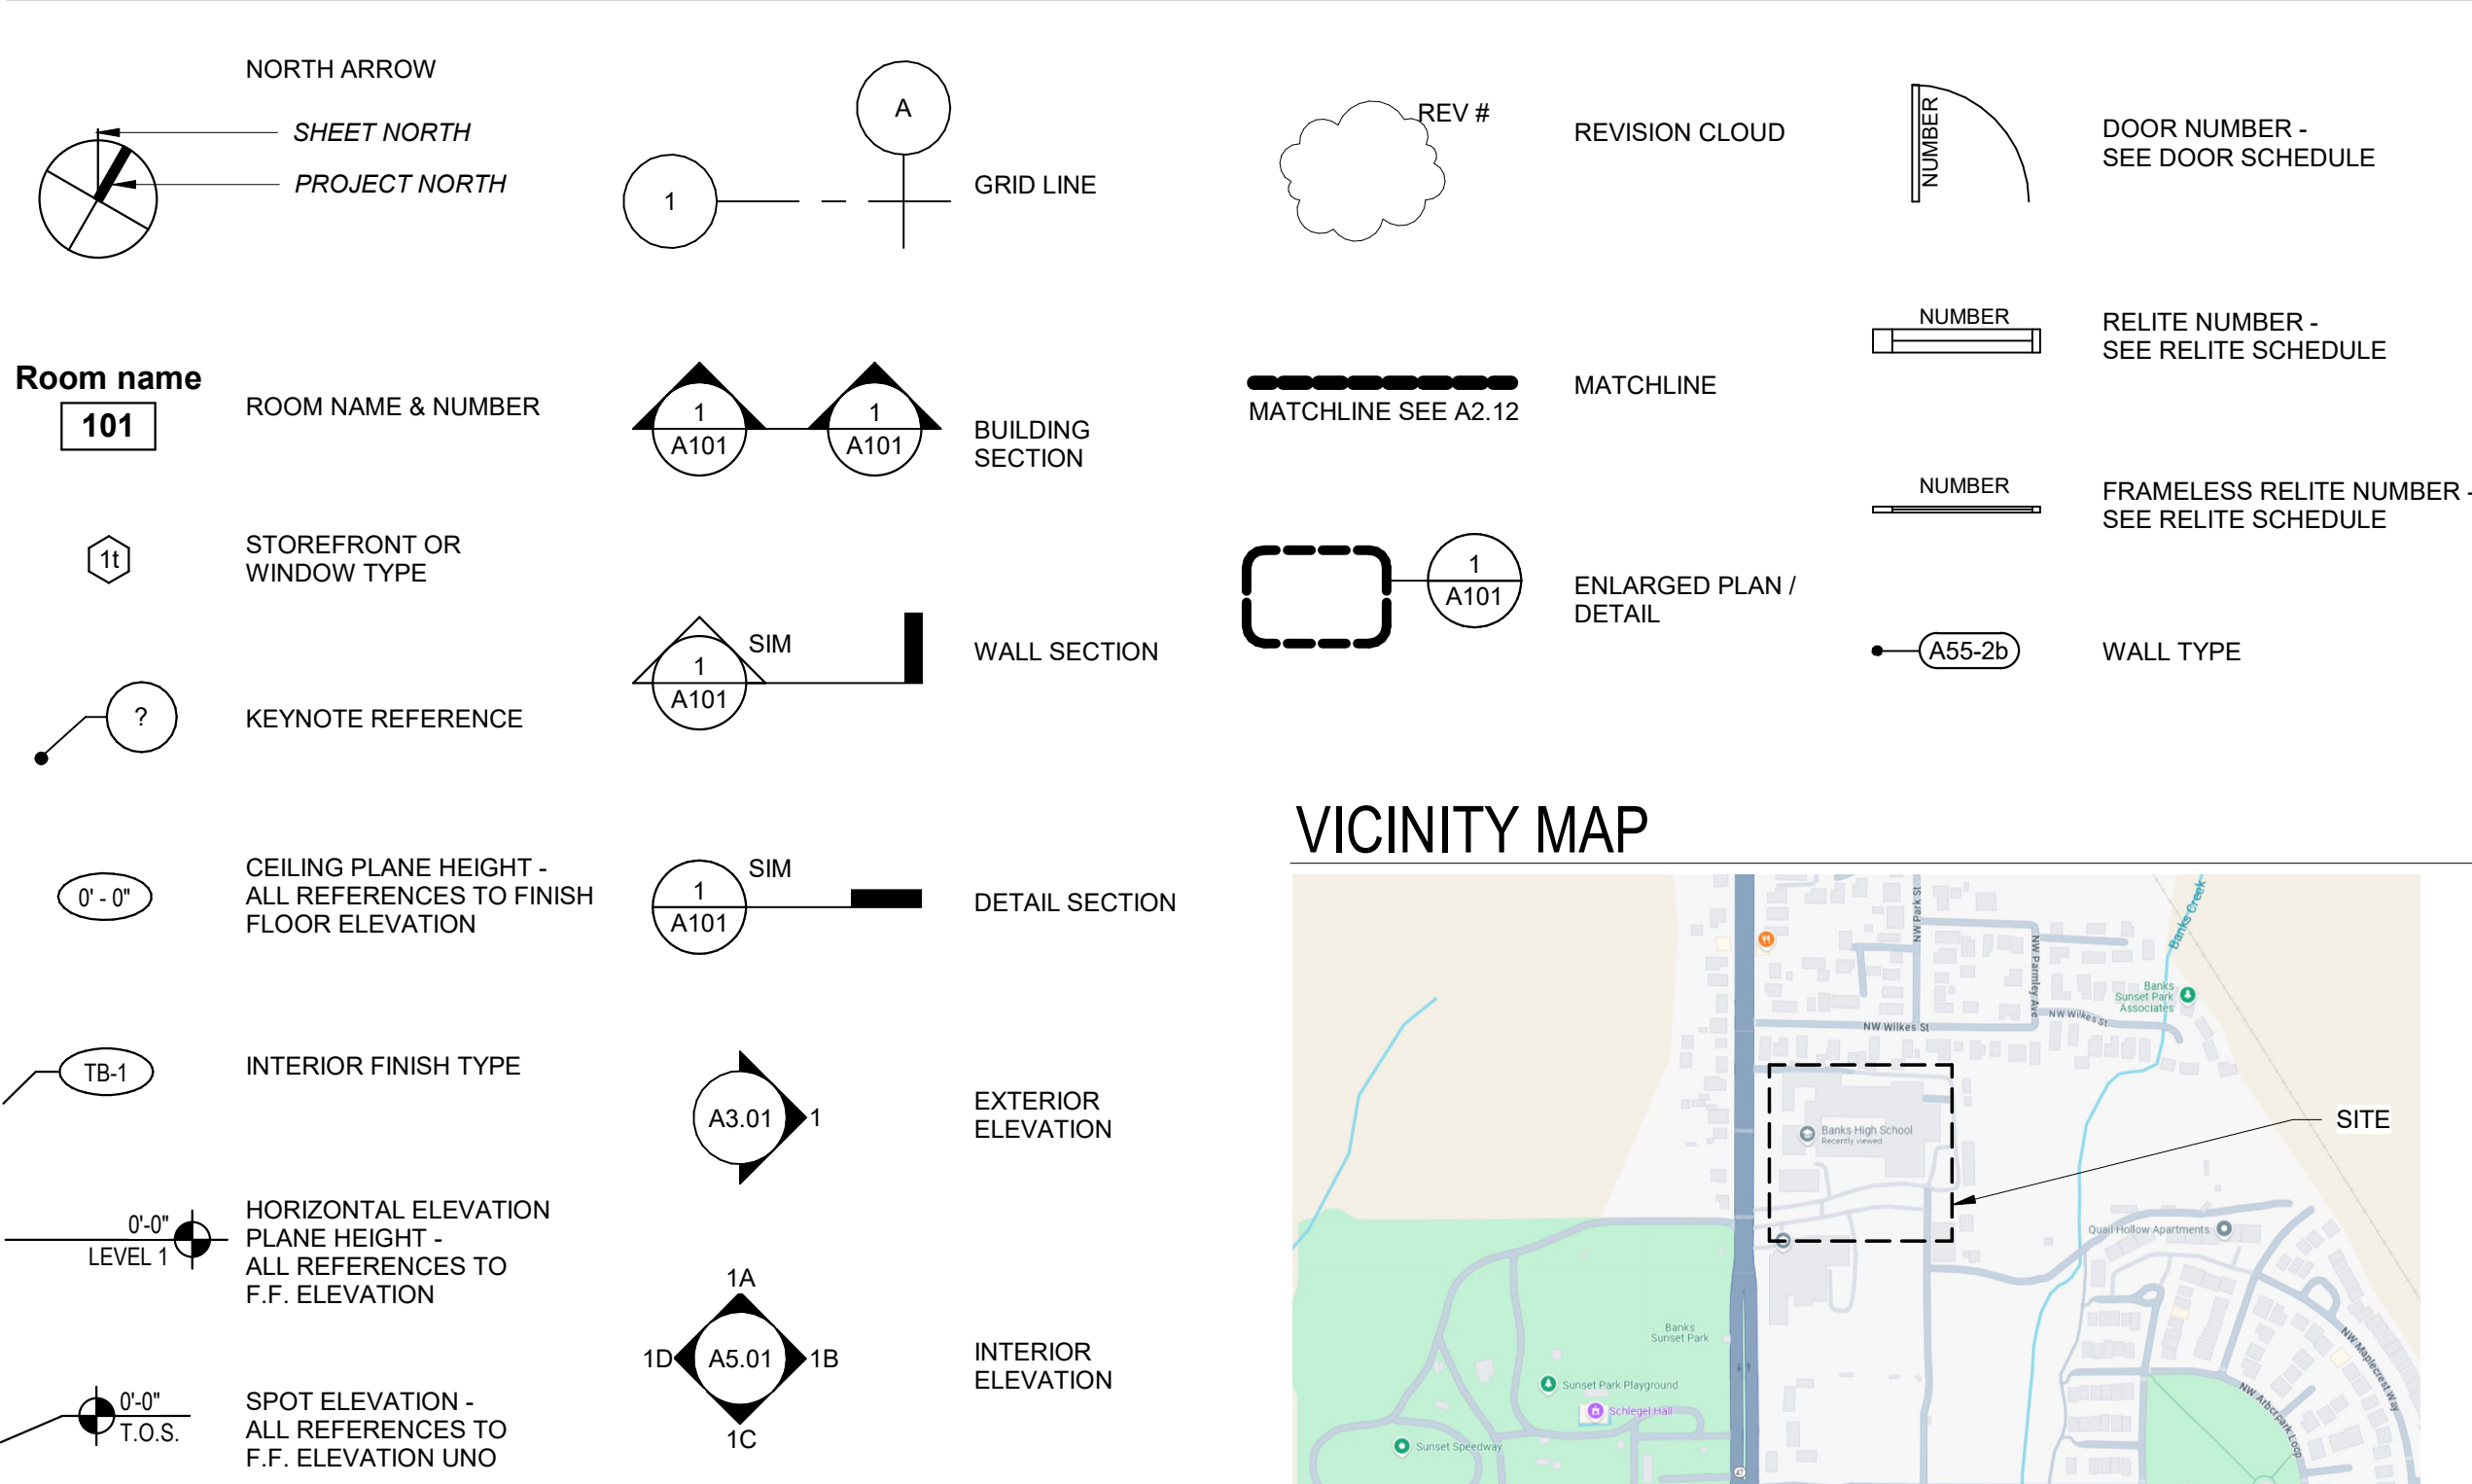 NORTH ARROW
SHEET NORTH
PROJECT NORTH
Room name
101
ROOM NAME & NUMBER
1t
STOREFRONT OR
WINDOW TYPE
?
KEYNOTE REFERENCE
0' - 0"
CEILING PLANE HEIGHT -
ALL REFERENCES TO FINISH
FLOOR ELEVATION
TB-1
INTERIOR FINISH TYPE
0'-0"
LEVEL 1
HORIZONTAL ELEVATION
PLANE HEIGHT -
ALL REFERENCES TO
F.F. ELEVATION
0'-0"
T.O.S.
SPOT ELEVATION -
ALL REFERENCES TO
F.F. ELEVATION UNO
A
1
GRID LINE
1
A101
1
A101
BUILDING
SECTION
1
A101
SIM
WALL SECTION
1
A101
SIM
DETAIL SECTION
A3.01
1
EXTERIOR
ELEVATION
1A
1D
A5.01
1B
1C
INTERIOR
ELEVATION
REV #
REVISION CLOUD
MATCHLINE SEE A2.12
MATCHLINE
1
A101
ENLARGED PLAN /
DETAIL
NUMBER
DOOR NUMBER -
SEE DOOR SCHEDULE
NUMBER
RELITE NUMBER -
SEE RELITE SCHEDULE
NUMBER
FRAMELESS RELITE NUMBER -
SEE RELITE SCHEDULE
A55-2b
WALL TYPE
VICINITY MAP
NW Park St
Banks Creek
NW Parmley Ave
Banks
Sunset Park
Associates
NW Wilkes St
NW Wilkes St
Banks High School
Recently viewed
SITE
Quail Hollow Apartments
Banks
Sunset Park
Sunset Park Playground
Schlegel Hall
Sunset Speedway
47
NW Maplecrest Way
NW Arborpark Loop